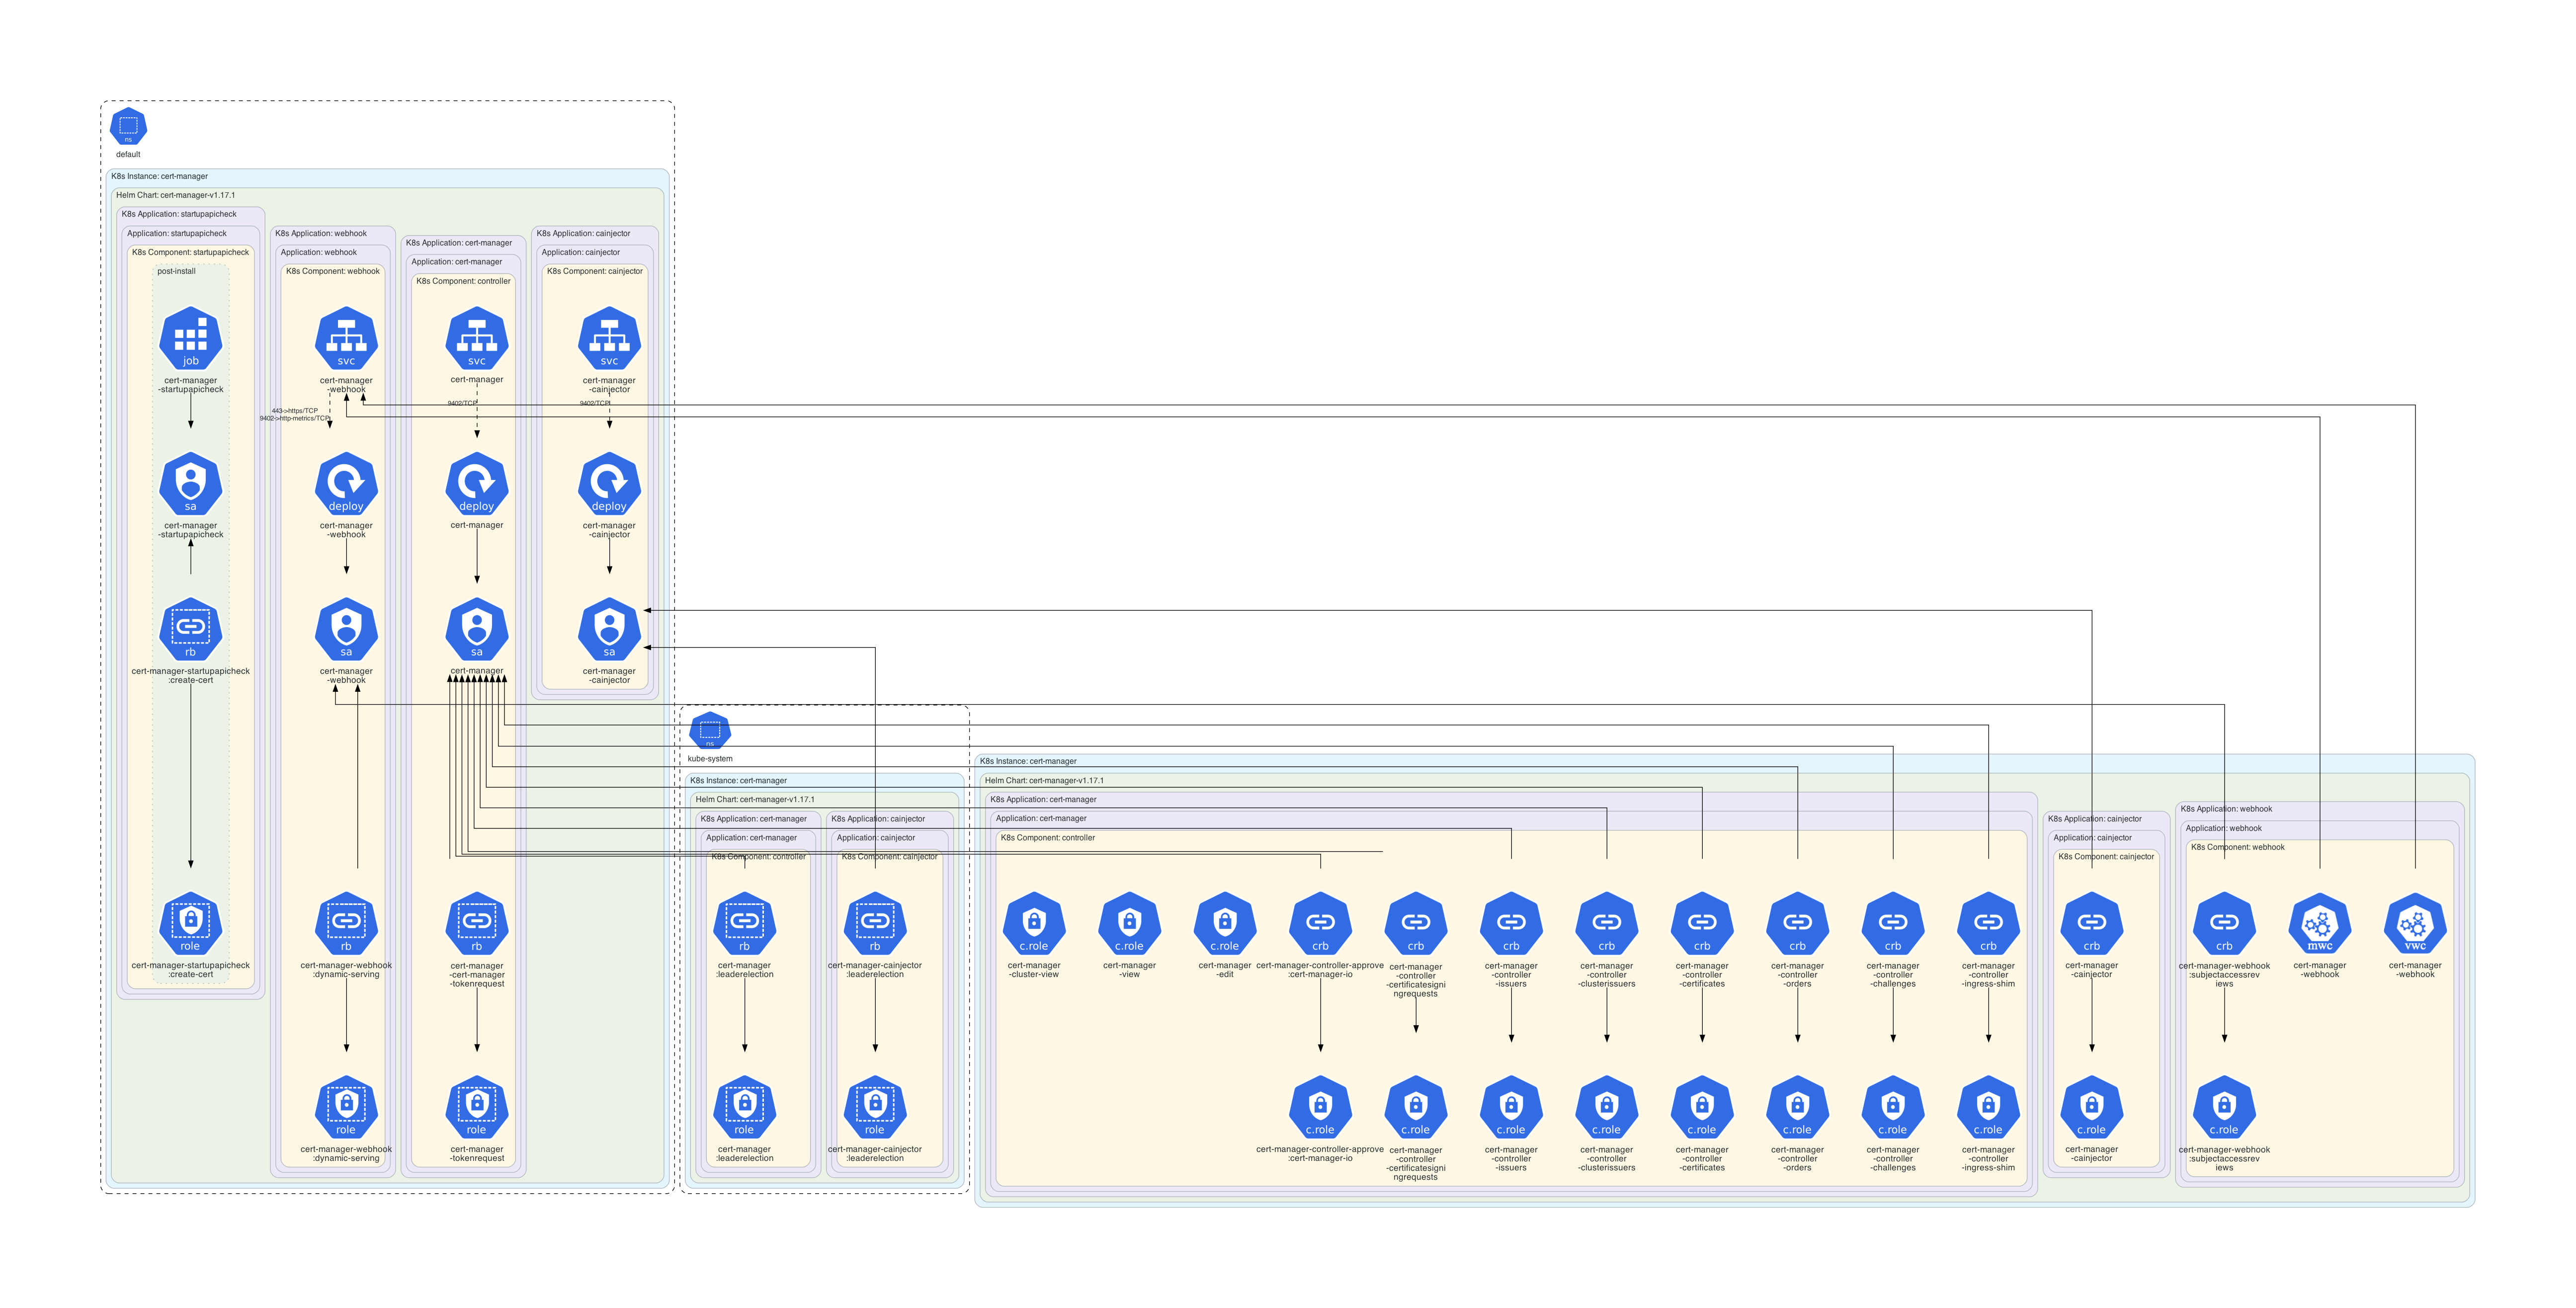 ns
default
K8s Instance: cert-manager
Helm Chart: cert-manager-v1.17.1
K8s Application: startupapicheck
Application: startupapicheck
K8s Component: startupapicheck
post-install
job
cert-manager
-startupapicheck
sa
cert-manager
-startupapicheck
rb
cert-manager-startupapicheck
:create-cert
role
cert-manager-startupapicheck
:create-cert
K8s Application: webhook
Application: webhook
K8s Component: webhook
svc
cert-manager
-webhook
443->https/TCP
9402->http-metrics/TCP
deploy
cert-manager
-webhook
sa
cert-manager
-webhook
rb
cert-manager-webhook
:dynamic-serving
role
cert-manager-webhook
:dynamic-serving
K8s Application: cert-manager
Application: cert-manager
K8s Component: controller
svc
cert-manager
9402/TCP
deploy
cert-manager
sa
cert-manager
rb
cert-manager
-cert-manager
-tokenrequest
role
cert-manager
-tokenrequest
K8s Application: cainjector
Application: cainjector
K8s Component: cainjector
svc
cert-manager
-cainjector
9402/TCP
deploy
cert-manager
-cainjector
sa
cert-manager
-cainjector
ns
kube-system
K8s Instance: cert-manager
Helm Chart: cert-manager-v1.17.1
K8s Application: cert-manager
Application: cert-manager
K8s Component: controller
rb
cert-manager
:leaderelection
role
cert-manager
:leaderelection
K8s Application: cainjector
Application: cainjector
K8s Component: cainjector
rb
cert-manager-cainjector
:leaderelection
role
cert-manager-cainjector
:leaderelection
K8s Instance: cert-manager
Helm Chart: cert-manager-v1.17.1
K8s Application: cert-manager
Application: cert-manager
K8s Component: controller
c.role
cert-manager
-cluster-view
c.role
cert-manager
-view
c.role
cert-manager
-edit
crb
cert-manager-controller-approve
:cert-manager-io
crb
cert-manager
-controller
-certificatesigni
ngrequests
crb
cert-manager
-controller
-issuers
crb
cert-manager
-controller
-clusterissuers
crb
cert-manager
-controller
-certificates
crb
cert-manager
-controller
-orders
crb
cert-manager
-controller
-challenges
crb
cert-manager
-controller
-ingress-shim
c.role
cert-manager-controller-approve
:cert-manager-io
c.role
cert-manager
-controller
-certificatesigni
ngrequests
c.role
cert-manager
-controller
-issuers
c.role
cert-manager
-controller
-clusterissuers
c.role
cert-manager
-controller
-certificates
c.role
cert-manager
-controller
-orders
c.role
cert-manager
-controller
-challenges
c.role
cert-manager
-controller
-ingress-shim
K8s Application: cainjector
Application: cainjector
K8s Component: cainjector
crb
cert-manager
-cainjector
c.role
cert-manager
-cainjector
K8s Application: webhook
Application: webhook
K8s Component: webhook
crb
cert-manager-webhook
:subjectaccessrev
iews
mwc
cert-manager
-webhook
vwc
cert-manager
-webhook
c.role
cert-manager-webhook
:subjectaccessrev
iews